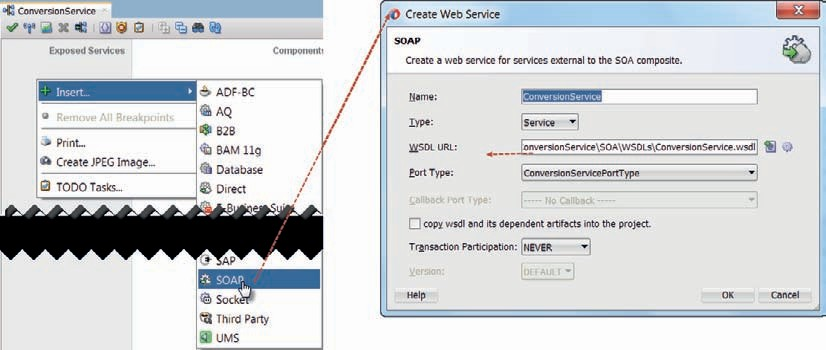 ConversionService
Exposed Services
Components
Insert...
Remove All Breakpoints
Print...
Create JPEG Image...
TODO Tasks...
ADF-BC
AQ
B2B
BAM 11g
Database
Direct
E-Business Suite
SAP
SOAP
Socket
Third Party
UMS
Create Web Service
SOAP
Create a web service for services external to the SOA composite.
Name:
ConversionService
Type:
Service
WSDL URL:
onversionService\SOA\WSDLs\ConversionService.wsdl
Port Type:
ConversionServicePortType
Callback Port Type:
----- No Callback -----
copy wsdl and its dependent artifacts into the project.
Transaction Participation:
NEVER
Version:
DEFAULT
Help
OK
Cancel